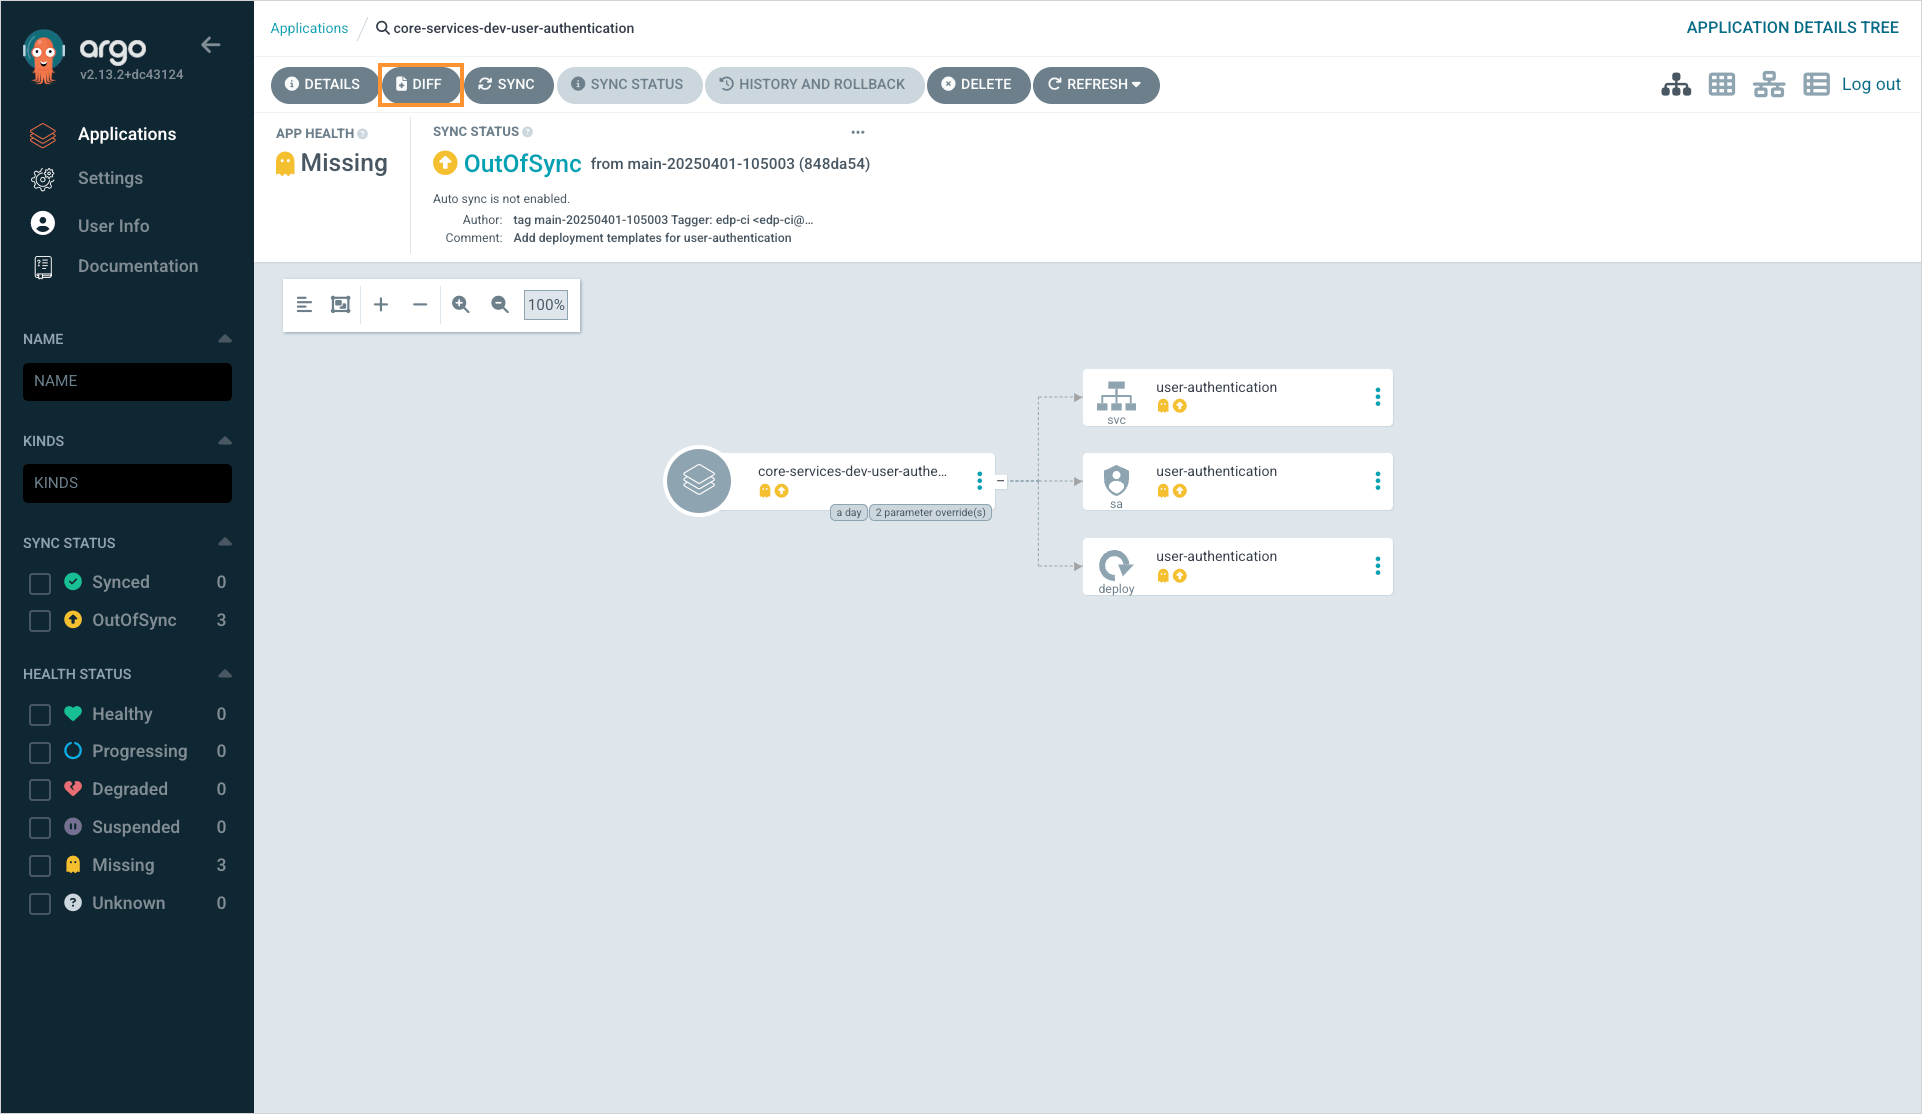 argo
v2.13.2+dc43124
Applications
Settings
User Info
Documentation
NAME
NAME
KINDS
KINDS
SYNC STATUS
Synced 0
OutOfSync 3
HEALTH STATUS
Healthy 0
Progressing 0
Degraded 0
Suspended 0
Missing 3
Unknown 0
Applications / core-services-dev-user-authentication
APPLICATION DETAILS TREE
DETAILS DIFF SYNC SYNC STATUS HISTORY AND ROLLBACK DELETE REFRESH Log out
APP HEALTH
Missing
SYNC STATUS
OutOfSync from main-20250401-105003 (848da54)
Auto sync is not enabled.
Author: tag main-20250401-105003 Tagger: edp-ci <edp-ci@...
Comment: Add deployment templates for user-authentication
100%
core-services-dev-user-authe...
a day 2 parameter override(s)
user-authentication
svc
user-authentication
sa
user-authentication
deploy